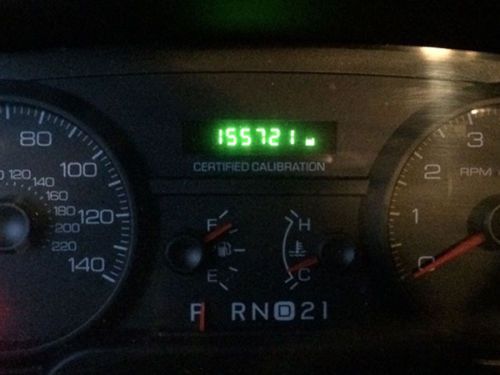 155721 M
CERTIFIED CALIBRATION
80
100
120
140
120
140
160
180
200
220
F
E
H
C
P R N D 2 1
3
2
1
0
RPM